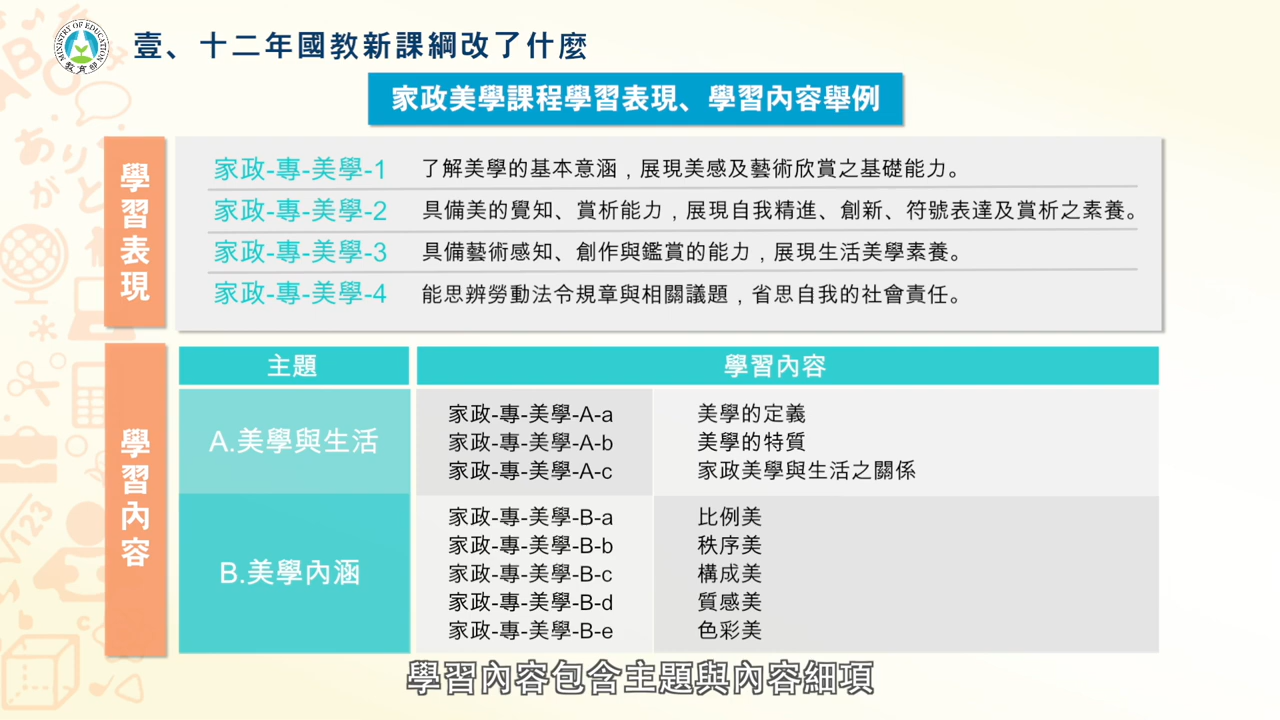 MINISTRY OF EDUCATION
教育部
壹、十二年國教新課綱改了什麼
家政美學課程學習表現、學習內容舉例
學習表現
家政-專-美學-1 了解美學的基本意涵，展現美感及藝術欣賞之基礎能力。
家政-專-美學-2 具備美的覺知、賞析能力，展現自我精進、創新、符號表達及賞析之素養。
家政-專-美學-3 具備藝術感知、創作與鑑賞的能力，展現生活美學素養。
家政-專-美學-4 能思辨勞動法令規章與相關議題，省思自我的社會責任。
學習內容
主題 學習內容
A.美學與生活
家政-專-美學-A-a 美學的定義
家政-專-美學-A-b 美學的特質
家政-專-美學-A-c 家政美學與生活之關係
B.美學內涵
家政-專-美學-B-a 比例美
家政-專-美學-B-b 秩序美
家政-專-美學-B-c 構成美
家政-專-美學-B-d 質感美
家政-專-美學-B-e 色彩美
學習內容包含主題與內容細項